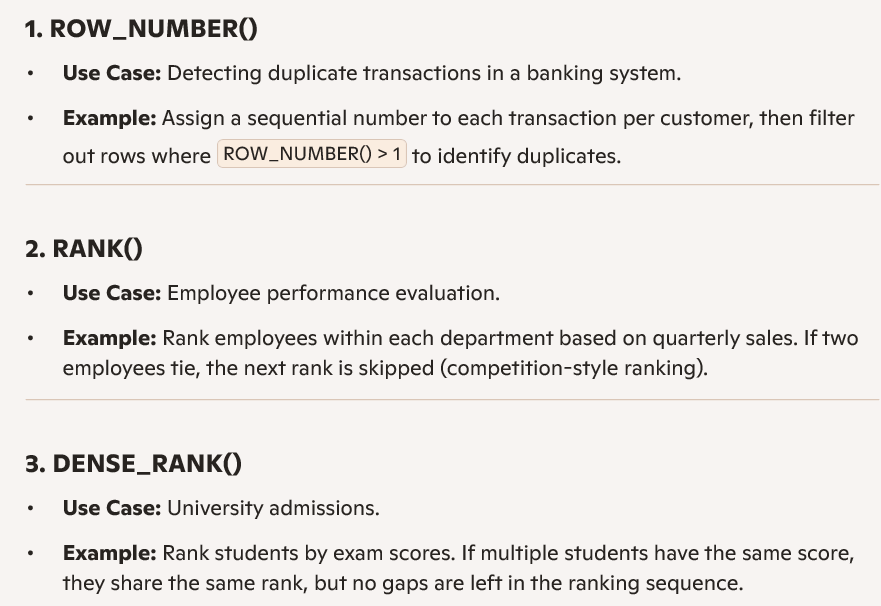 1. ROW_NUMBER()
• Use Case: Detecting duplicate transactions in a banking system.
• Example: Assign a sequential number to each transaction per customer, then filter
out rows where ROW_NUMBER() > 1 to identify duplicates.
2. RANK()
• Use Case: Employee performance evaluation.
• Example: Rank employees within each department based on quarterly sales. If two
employees tie, the next rank is skipped (competition-style ranking).
3. DENSE_RANK()
• Use Case: University admissions.
• Example: Rank students by exam scores. If multiple students have the same score,
they share the same rank, but no gaps are left in the ranking sequence.